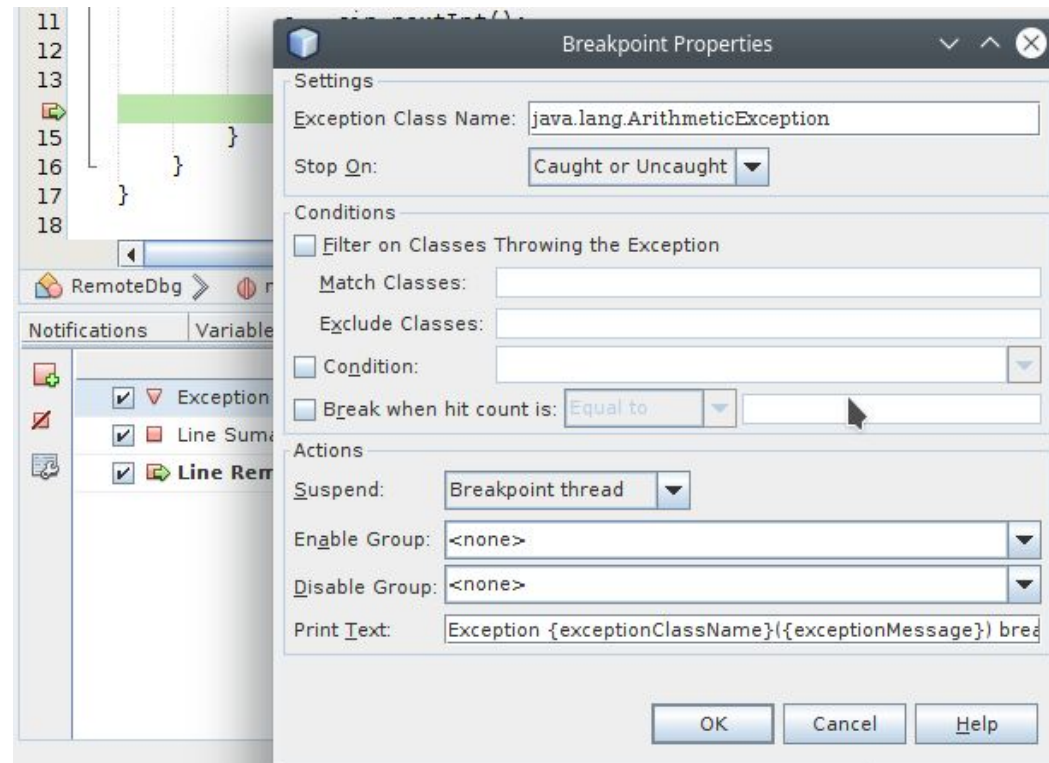 11
12
13
15 }
16 }
17 }
18
RemoteDbg
Notifications Variable
Exception
Line Suma
Line Rem
Breakpoint Properties
Settings
Exception Class Name: java.lang.ArithmeticException
Stop On: Caught or Uncaught
Conditions
Filter on Classes Throwing the Exception
Match Classes:
Exclude Classes:
Condition:
Break when hit count is: Equal to
Actions
Suspend: Breakpoint thread
Enable Group: <none>
Disable Group: <none>
Print Text: Exception {exceptionClassName}({exceptionMessage}) brea
OK Cancel Help